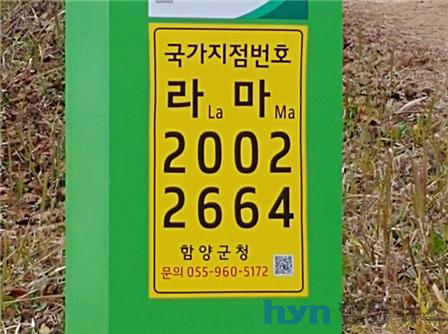 국가지점번호
라 La 마 Ma
2002
2664
함양군청
문의 055-960-5172
hyn